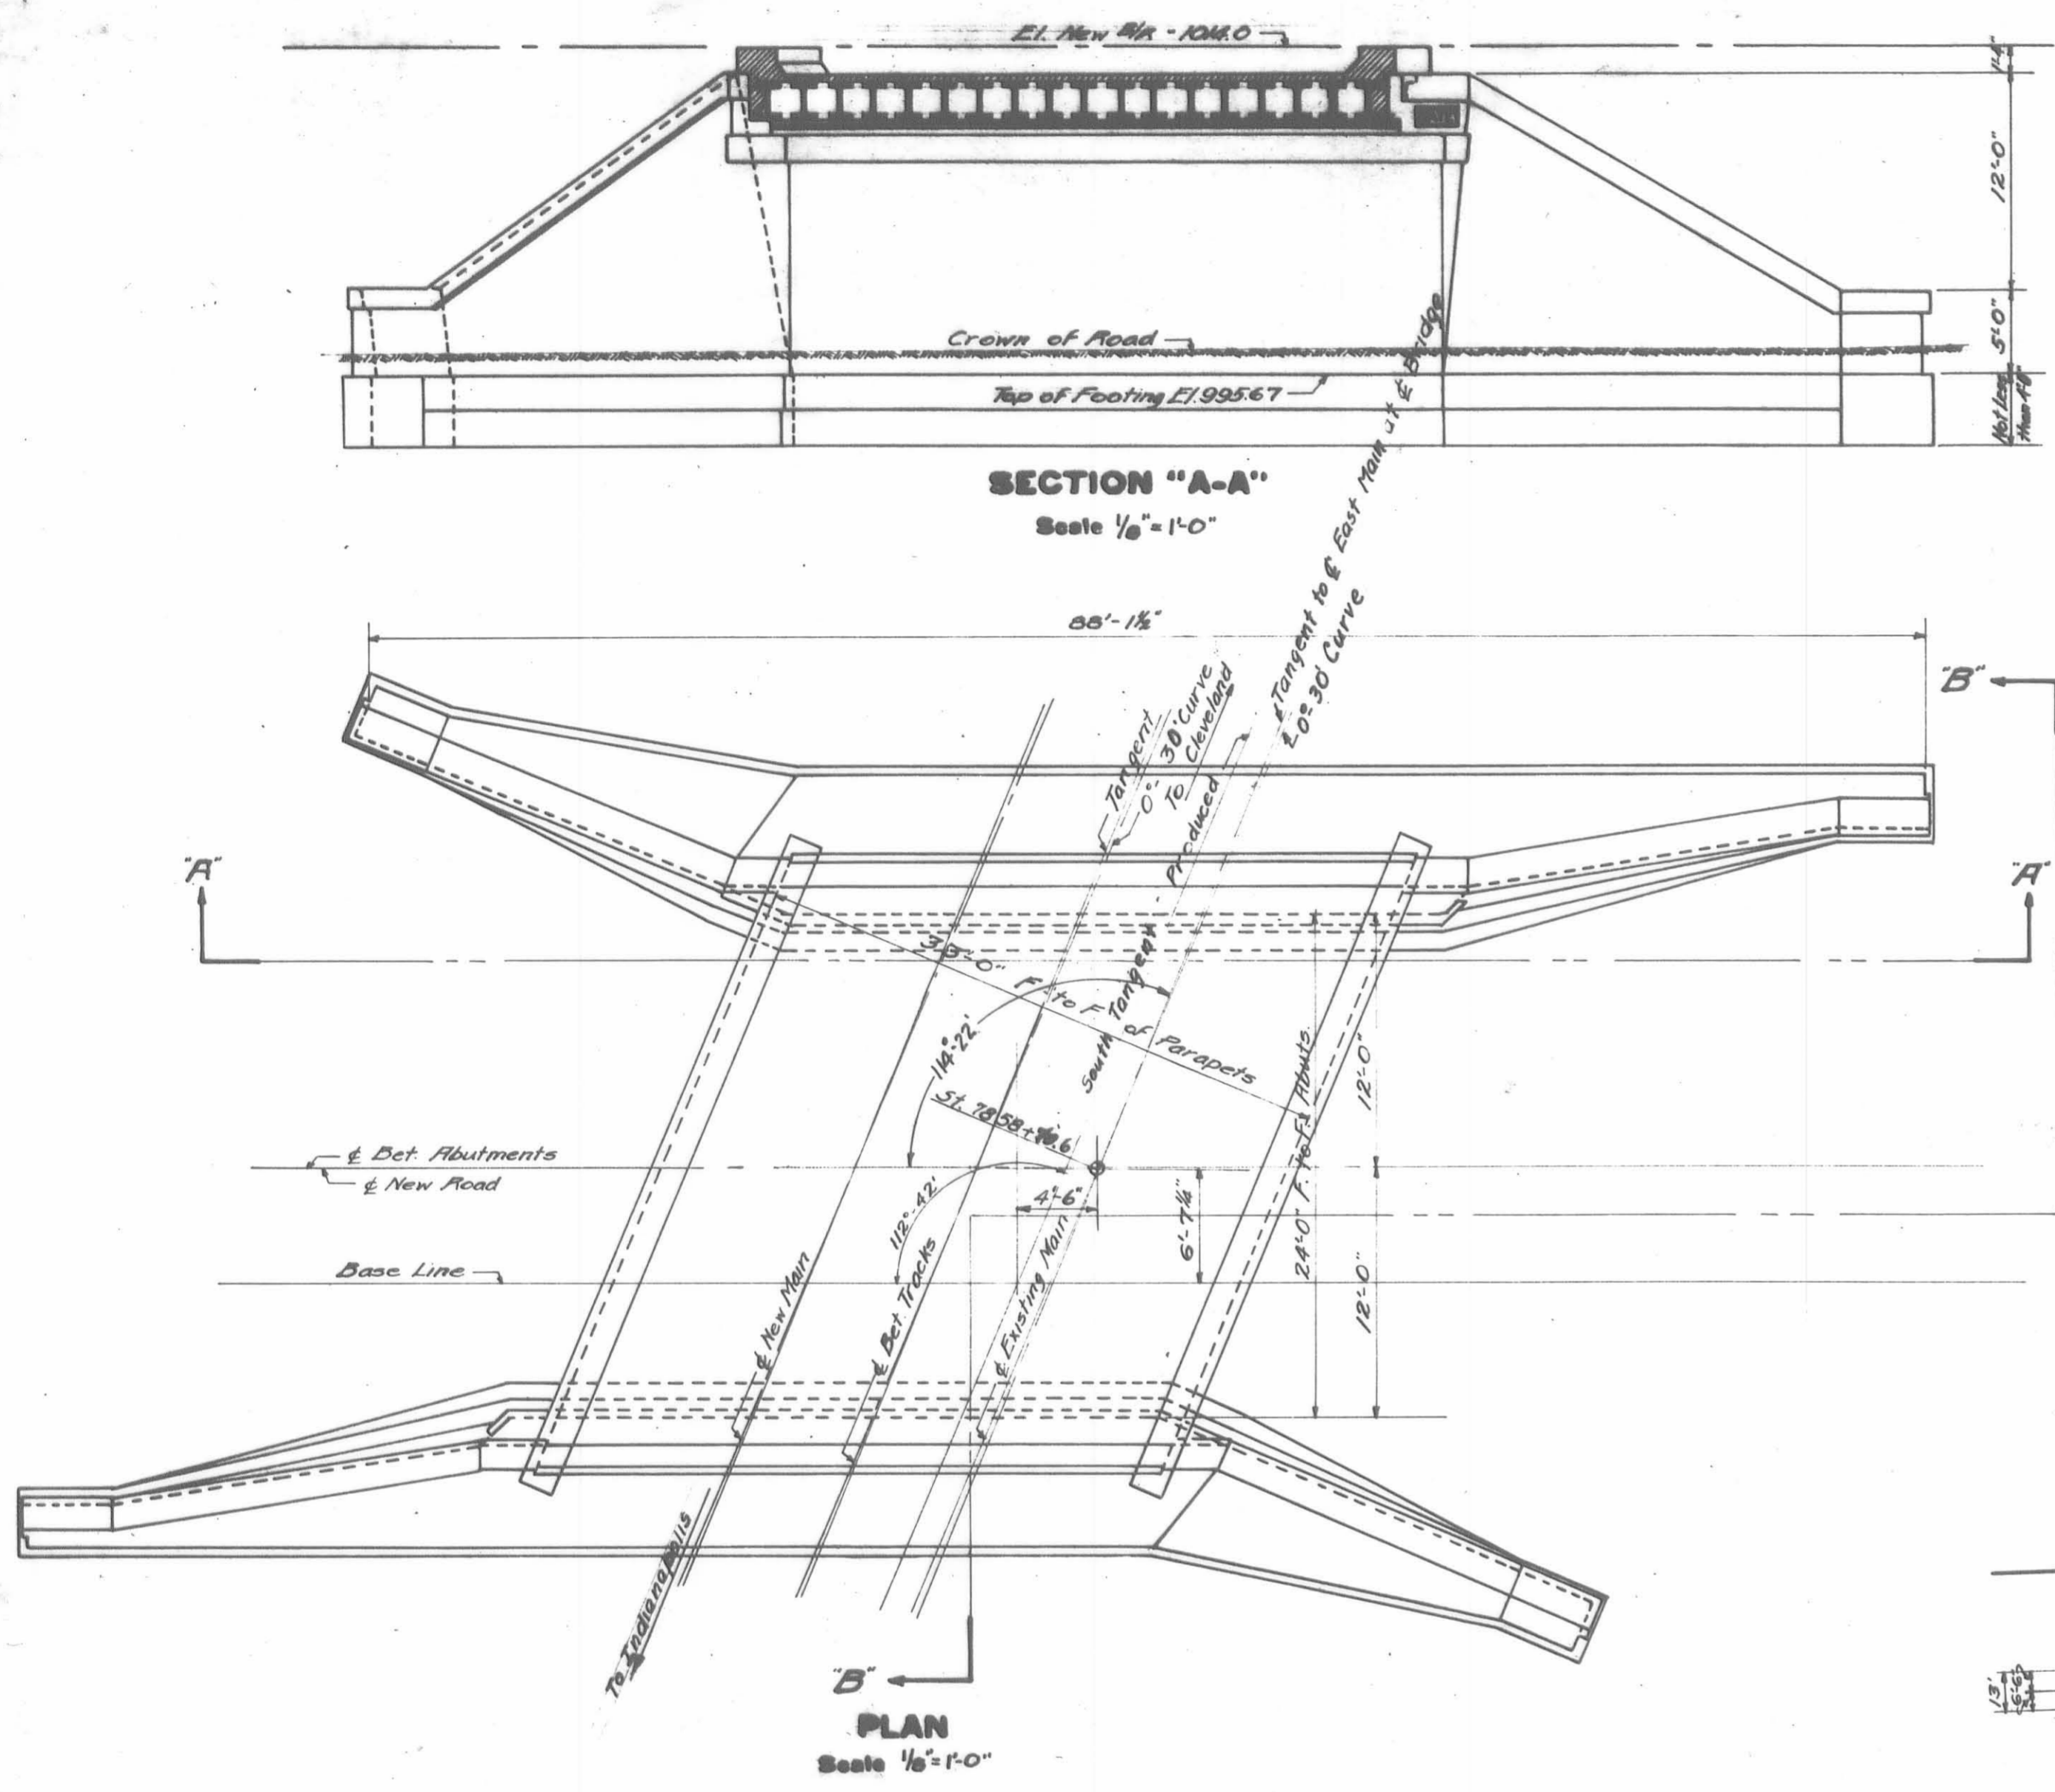 El. New B/R - 1014.0
1'-4"
12'-0"
5'-0"
Not Less
than 4'-0"
Crown of Road
Top of Footing El. 995.67
SECTION "A-A"
Scale 1/8" = 1'-0"
Tangent to ℄ East Main at ℄ Bridge
0°-30' Curve
88'-1½"
"B"
Tangent
0°-30' Curve
To Cleveland
South Tangent - Produced
"A"
"A"
33'-0" F. to F. of Parapets
114°-22'
St. 7858+
℄ Bet. Abutments
℄ New Road
112°-42'
4'-6"
6'-7¼"
24'-0" F. to F. Abuts.
12'-0"
12'-0"
Base Line
℄ New Main
℄ Bet. Tracks
℄ Existing Main
To Indianapolis
"B"
PLAN
Scale 1/8" = 1'-0"
13'
6'-6"